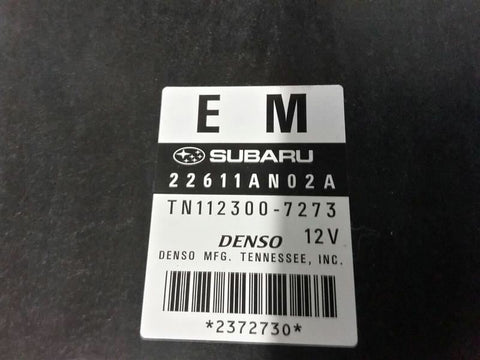 E M
SUBARU
22611AN02A
TN112300-7273
DENSO 12V
DENSO MFG. TENNESSEE, INC.
*2372730*